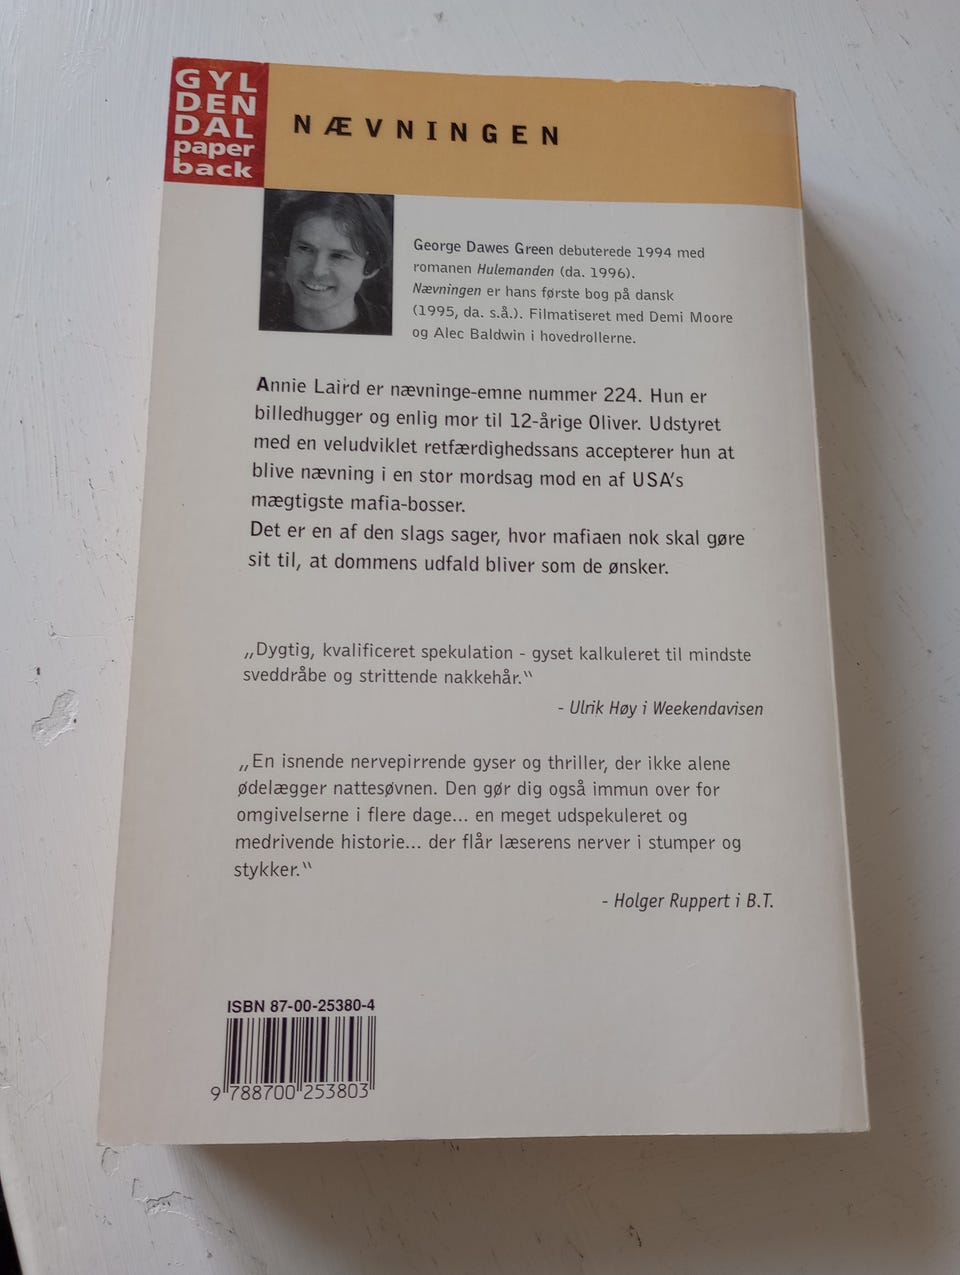 GYL
DEN
DAL
paper
back
NÆVNINGEN
George Dawes Green debuterede 1994 med
romanen Hulemanden (da. 1996).
Nævningen er hans første bog på dansk
(1995, da. s.å.). Filmatiseret med Demi Moore
og Alec Baldwin i hovedrollerne.
Annie Laird er nævninge-emne nummer 224. Hun er
billedhugger og enlig mor til 12-årige Oliver. Udstyret
med en veludviklet retfærdighedssans accepterer hun at
blive nævning i en stor mordsag mod en af USA's
mægtigste mafia-bosser.
Det er en af den slags sager, hvor mafiaen nok skal gøre
sit til, at dommens udfald bliver som de ønsker.
„Dygtig, kvalificeret spekulation - gyset kalkuleret til mindste
sveddråbe og strittende nakkehår.“
- Ulrik Høy i Weekendavisen
„En isnende nervepirrende gyser og thriller, der ikke alene
ødelægger nattesøvnen. Den gør dig også immun over for
omgivelserne i flere dage... en meget udspekuleret og
medrivende historie... der flår læserens nerver i stumper og
stykker.“
- Holger Ruppert i B.T.
ISBN 87-00-25380-4
9 788700 253803